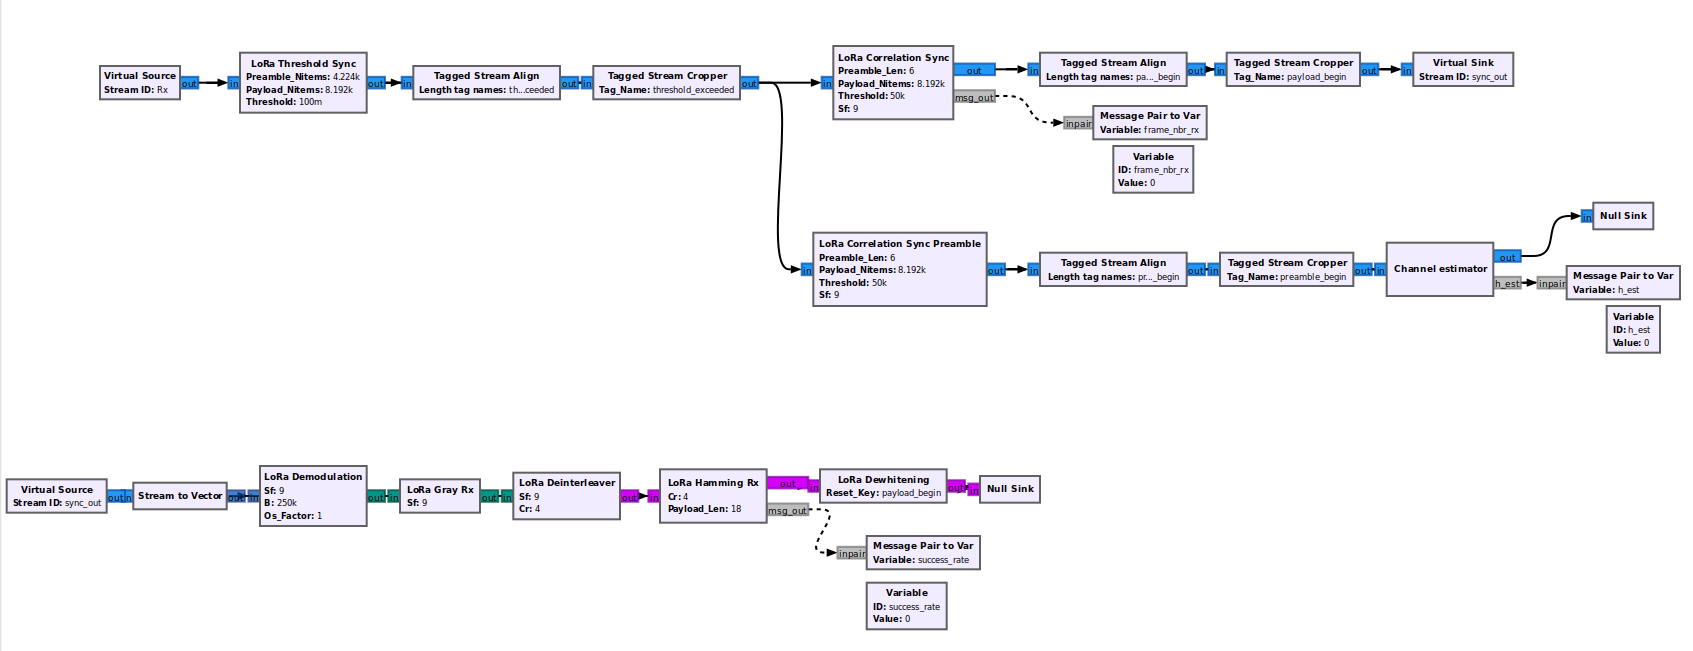 Virtual Source
Stream ID: Rx
out
in
LoRa Threshold Sync
Preamble_Nitems: 4.224k
Payload_Nitems: 8.192k
Threshold: 100m
out
in
Tagged Stream Align
Length tag names: th...ceeded
out
in
Tagged Stream Cropper
Tag_Name: threshold_exceeded
out
in
LoRa Correlation Sync
Preamble_Len: 6
Payload_Nitems: 8.192k
Threshold: 50k
Sf: 9
out
msg_out
in
Tagged Stream Align
Length tag names: pa..._begin
out
in
Tagged Stream Cropper
Tag_Name: payload_begin
out
in
Virtual Sink
Stream ID: sync_out
inpair
Message Pair to Var
Variable: frame_nbr_rx
Variable
ID: frame_nbr_rx
Value: 0
in
LoRa Correlation Sync Preamble
Preamble_Len: 6
Payload_Nitems: 8.192k
Threshold: 50k
Sf: 9
out
in
Tagged Stream Align
Length tag names: pr..._begin
out
in
Tagged Stream Cropper
Tag_Name: preamble_begin
out
in
Channel estimator
out
h_est
in
Null Sink
inpair
Message Pair to Var
Variable: h_est
Variable
ID: h_est
Value: 0
Virtual Source
Stream ID: sync_out
out
in
Stream to Vector
out
in
LoRa Demodulation
Sf: 9
B: 250k
Os_Factor: 1
out
in
LoRa Gray Rx
Sf: 9
out
in
LoRa Deinterleaver
Sf: 9
Cr: 4
out
in
LoRa Hamming Rx
Cr: 4
Payload_Len: 18
out
msg_out
in
LoRa Dewhitening
Reset_Key: payload_begin
out
in
Null Sink
inpair
Message Pair to Var
Variable: success_rate
Variable
ID: success_rate
Value: 0